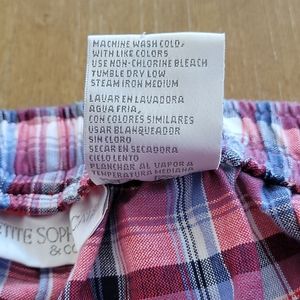 MACHINE WASH COLD,
WITH LIKE COLORS
USE NON-CHLORINE BLEACH
TUMBLE DRY LOW
STEAM IRON MEDIUM
LAVAR EN LAVADORA
AGUA FRIA,
CON COLORES SIMILARES
USAR BLANQUEADOR
SIN CLORO
SECAR EN SECADORA
CICLO LENTO
PLANCHAR AL VAPOR A
TEMPERATURA MEDIANA
TITE SOPH
& CO